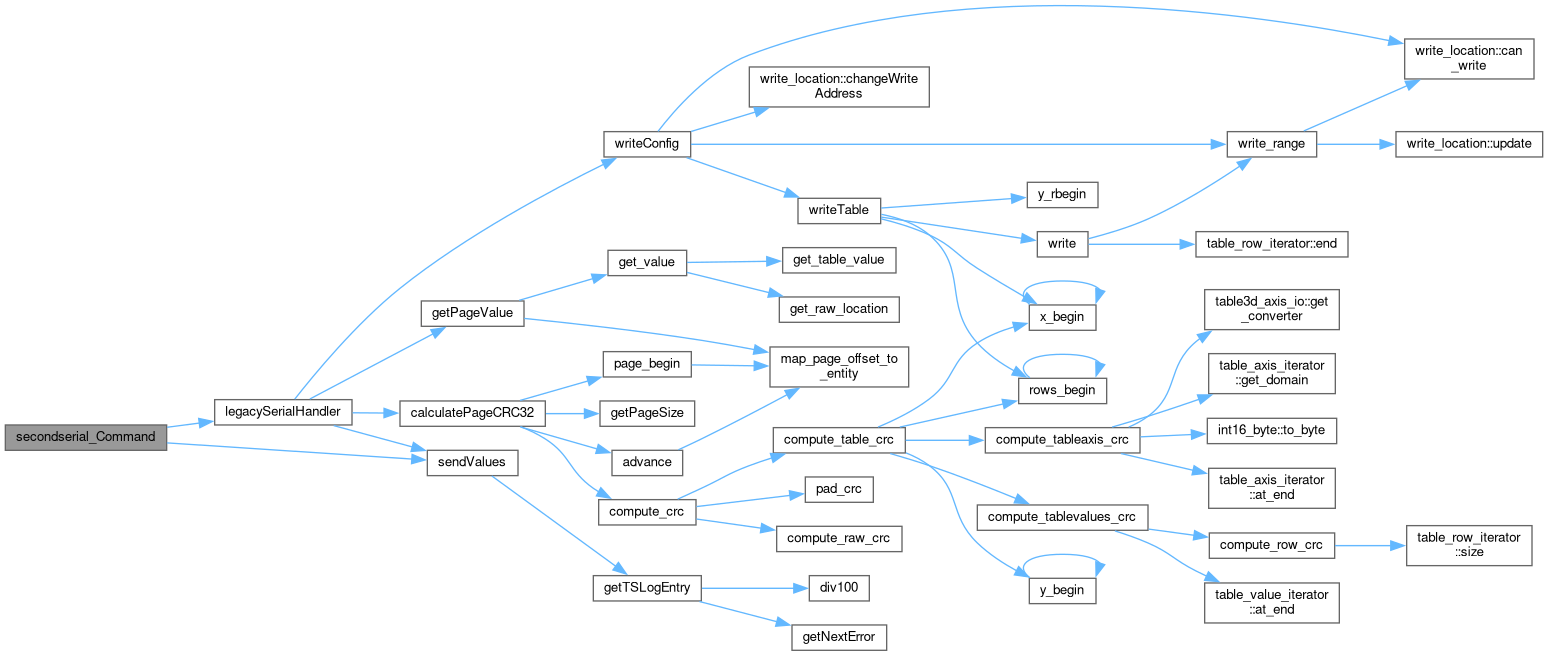 write_location::can
_write
write_location::changeWrite
Address
writeConfig
write_range
write_location::update
y_rbegin
writeTable
write
table_row_iterator::end
get_value
get_table_value
get_raw_location
getPageValue
x_begin
table3d_axis_io::get
_converter
page_begin
map_page_offset_to
_entity
table_axis_iterator
::get_domain
rows_begin
legacySerialHandler
calculatePageCRC32
getPageSize
secondserial_Command
compute_table_crc
compute_tableaxis_crc
int16_byte::to_byte
sendValues
advance
table_axis_iterator
::at_end
pad_crc
compute_crc
compute_tablevalues_crc
compute_raw_crc
compute_row_crc
table_row_iterator
::size
getTSLogEntry
div100
y_begin
table_value_iterator
::at_end
getNextError